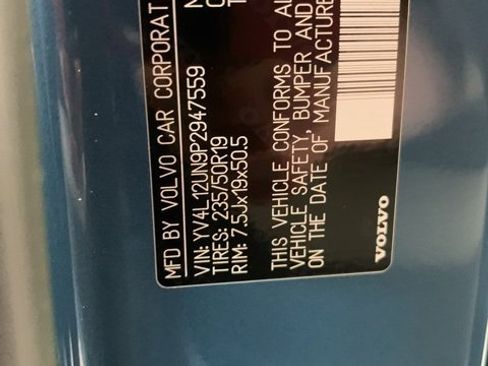 MFD BY VOLVO CAR CORPORAT
VIN: YV4L12UN9P2947559
TIRES: 235/50R19
RIM: 7.5Jx19x50.5
THIS VEHICLE CONFORMS TO
VEHICLE SAFETY, BUMPER, AND
ON THE DATE OF MANUFACTURE
VOLVO